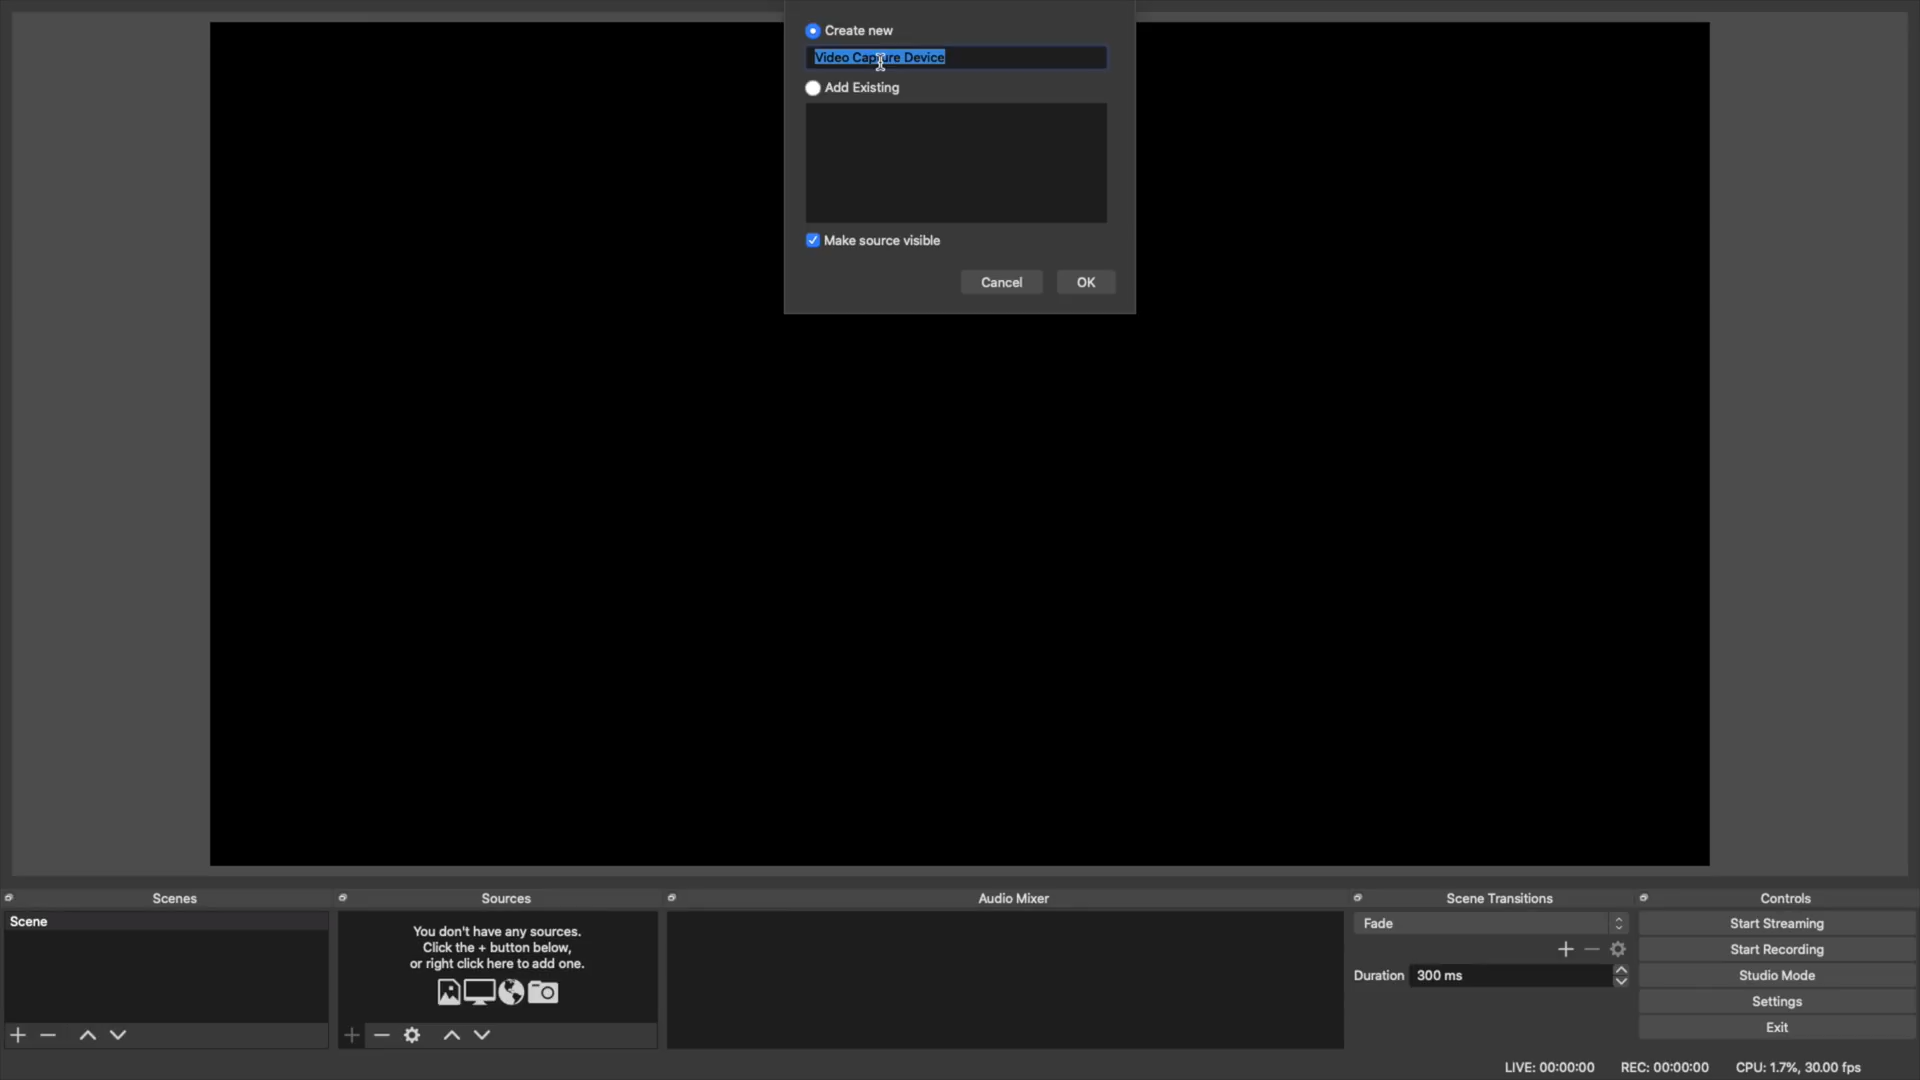 Create new
Video Capture Device
Add Existing
Make source visible
Cancel
OK
Scenes
Scene
Sources
You don't have any sources.
Click the + button below,
or right click here to add one.
Audio Mixer
Scene Transitions
Fade
Duration 300 ms
Controls
Start Streaming
Start Recording
Studio Mode
Settings
Exit
LIVE: 00:00:00 REC: 00:00:00 CPU: 1.7%, 30.00 fps